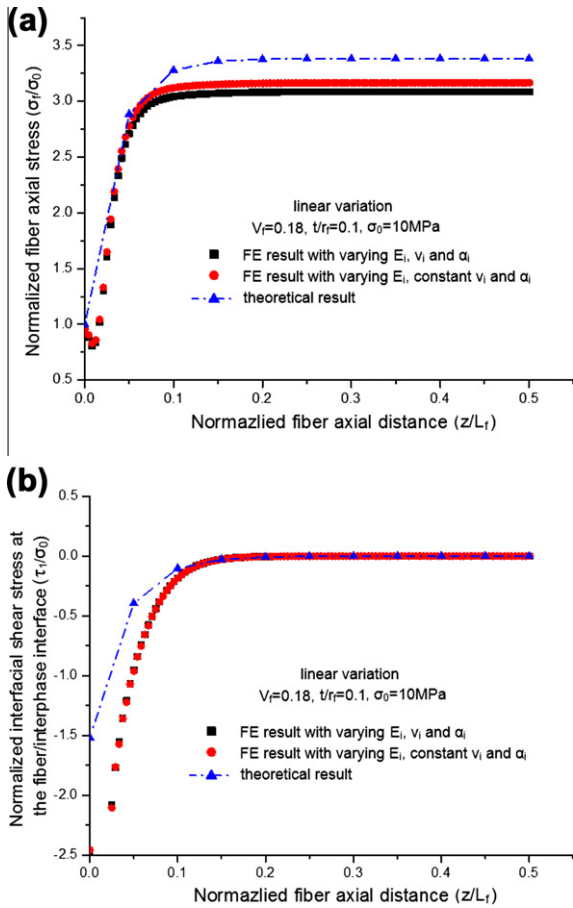 (a)
Normalized fiber axial stress (σf/σ0)
3.5
3.0
2.5
2.0
1.5
1.0
0.5
linear variation
Vf=0.18, t/rf=0.1, σ0=10MPa
FE result with varying Ei, νi and αi
FE result with varying Ei, constant νi and αi
theoretical result
0.0 0.1 0.2 0.3 0.4 0.5
Normazlied fiber axial distance (z/Lf)
(b)
Normalized interfacial shear stress at
the fiber/interphase interface (τ1/σ0)
0.5
0.0
-0.5
-1.0
-1.5
-2.0
-2.5
linear variation
Vf=0.18, t/rf=0.1, σ0=10MPa
FE result with varying Ei, νi and αi
FE result with varying Ei, constant νi and αi
theoretical result
0.0 0.1 0.2 0.3 0.4 0.5
Normazlied fiber axial distance (z/Lf)